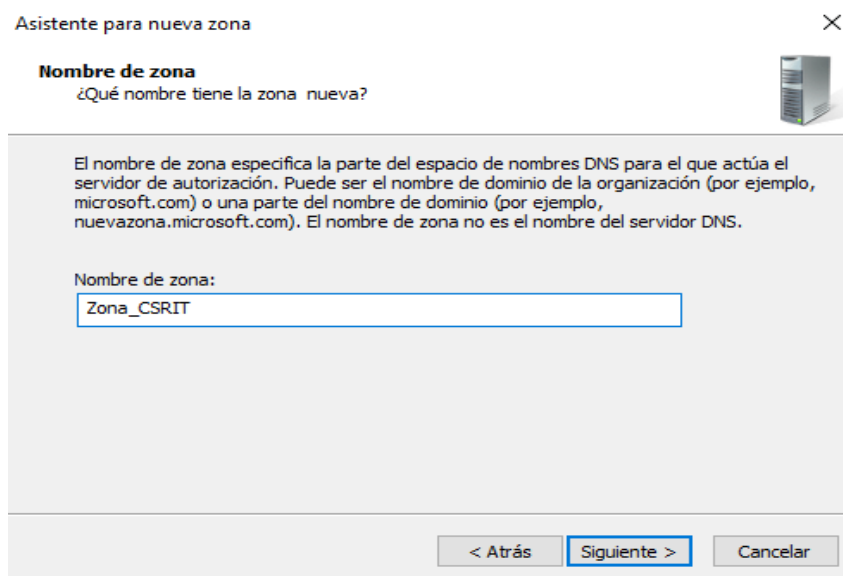 Asistente para nueva zona
Nombre de zona
¿Qué nombre tiene la zona nueva?
El nombre de zona especifica la parte del espacio de nombres DNS para el que actúa el
servidor de autorización. Puede ser el nombre de dominio de la organización (por ejemplo,
microsoft.com) o una parte del nombre de dominio (por ejemplo,
nuevazona.microsoft.com). El nombre de zona no es el nombre del servidor DNS.
Nombre de zona:
Zona_CSRIT
< Atrás Siguiente > Cancelar